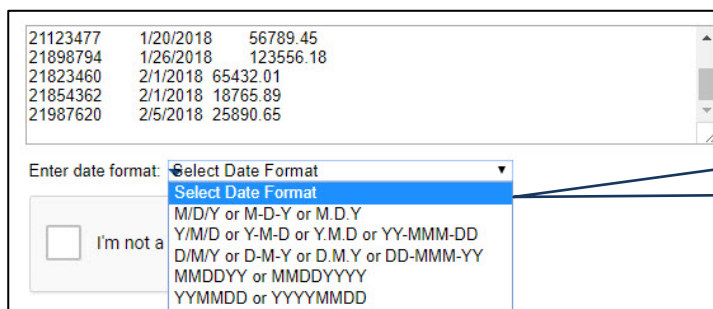 21123477 1/20/2018 56789.45
21898794 1/26/2018 123556.18
21823460 2/1/2018 65432.01
21854362 2/1/2018 18765.89
21987620 2/5/2018 25890.65
Enter date format: Select Date Format
Select Date Format
M/D/Y or M-D-Y or M.D.Y
Y/M/D or Y-M-D or Y.M.D or YY-MMM-DD
I'm not a
D/M/Y or D-M-Y or D.M.Y or DD-MMM-YY
MMDDYY or MMDDYYYY
YYMMDD or YYYYMMDD